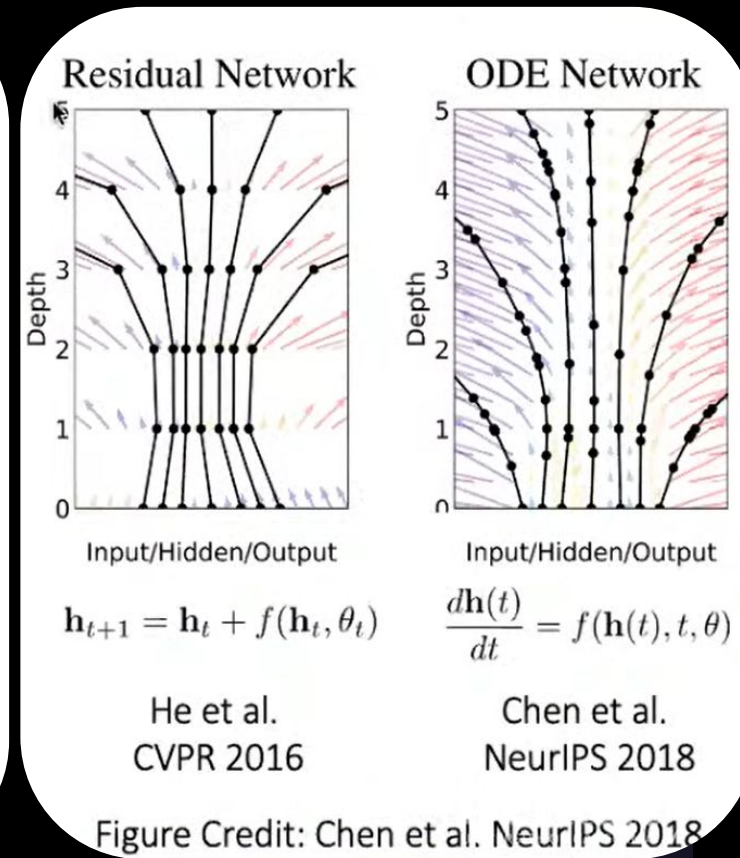 Residual Network
5
4
3
2
1
0
Depth
Input/Hidden/Output
h_{t+1} = h_t + f(h_t, θ_t)
He et al.
CVPR 2016
ODE Network
5
4
3
2
1
0
Depth
Input/Hidden/Output
dh(t)/dt = f(h(t), t, θ)
Chen et al.
NeurIPS 2018
Figure Credit: Chen et al. NeurIPS 2018